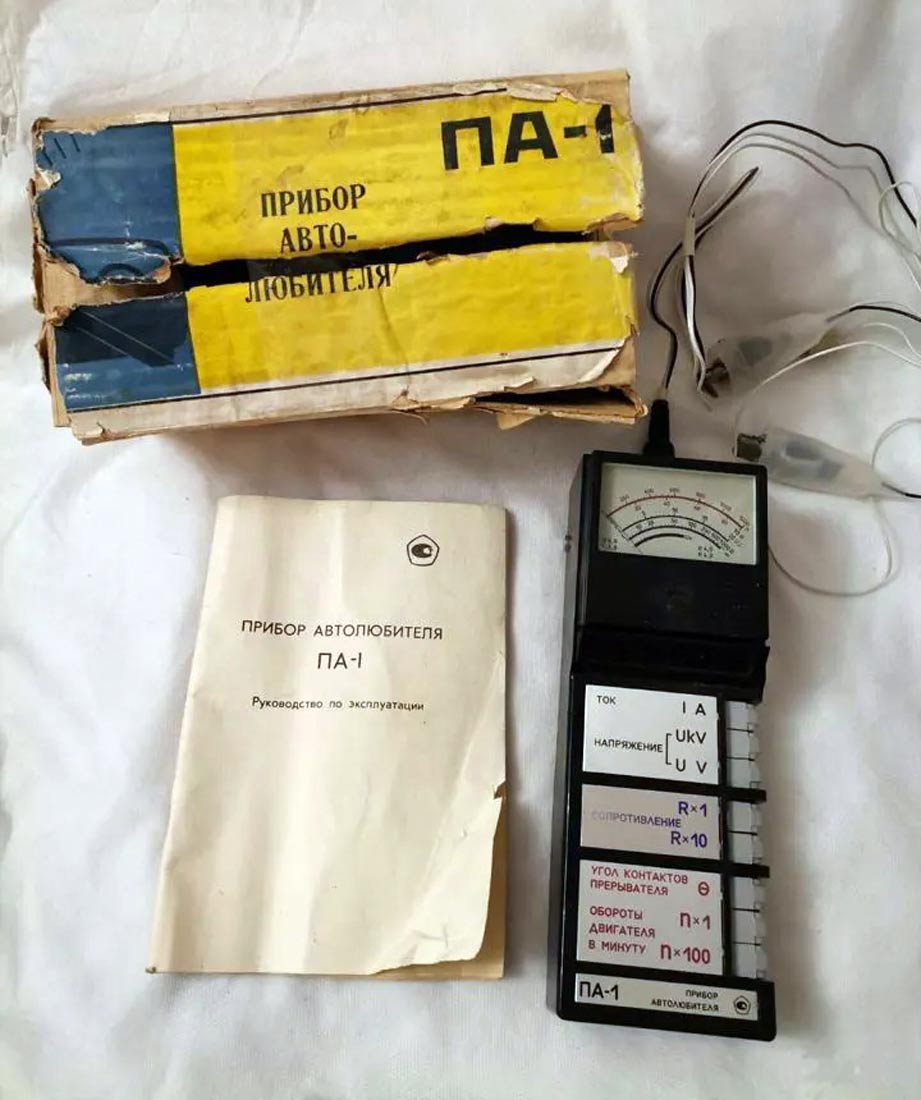 ПА-1
ПРИБОР
АВТО-
ЛЮБИТЕЛЯ
ПРИБОР АВТОЛЮБИТЕЛЯ
ПА-1
Руководство по эксплуатации
ТОК I A
НАПРЯЖЕНИЕ UkV
U V
СОПРОТИВЛЕНИЕ R×1
R×10
УГОЛ КОНТАКТОВ
ПРЕРЫВАТЕЛЯ Θ
ОБОРОТЫ
ДВИГАТЕЛЯ n×1
В МИНУТУ n×100
ПА-1 ПРИБОР
АВТОЛЮБИТЕЛЯ